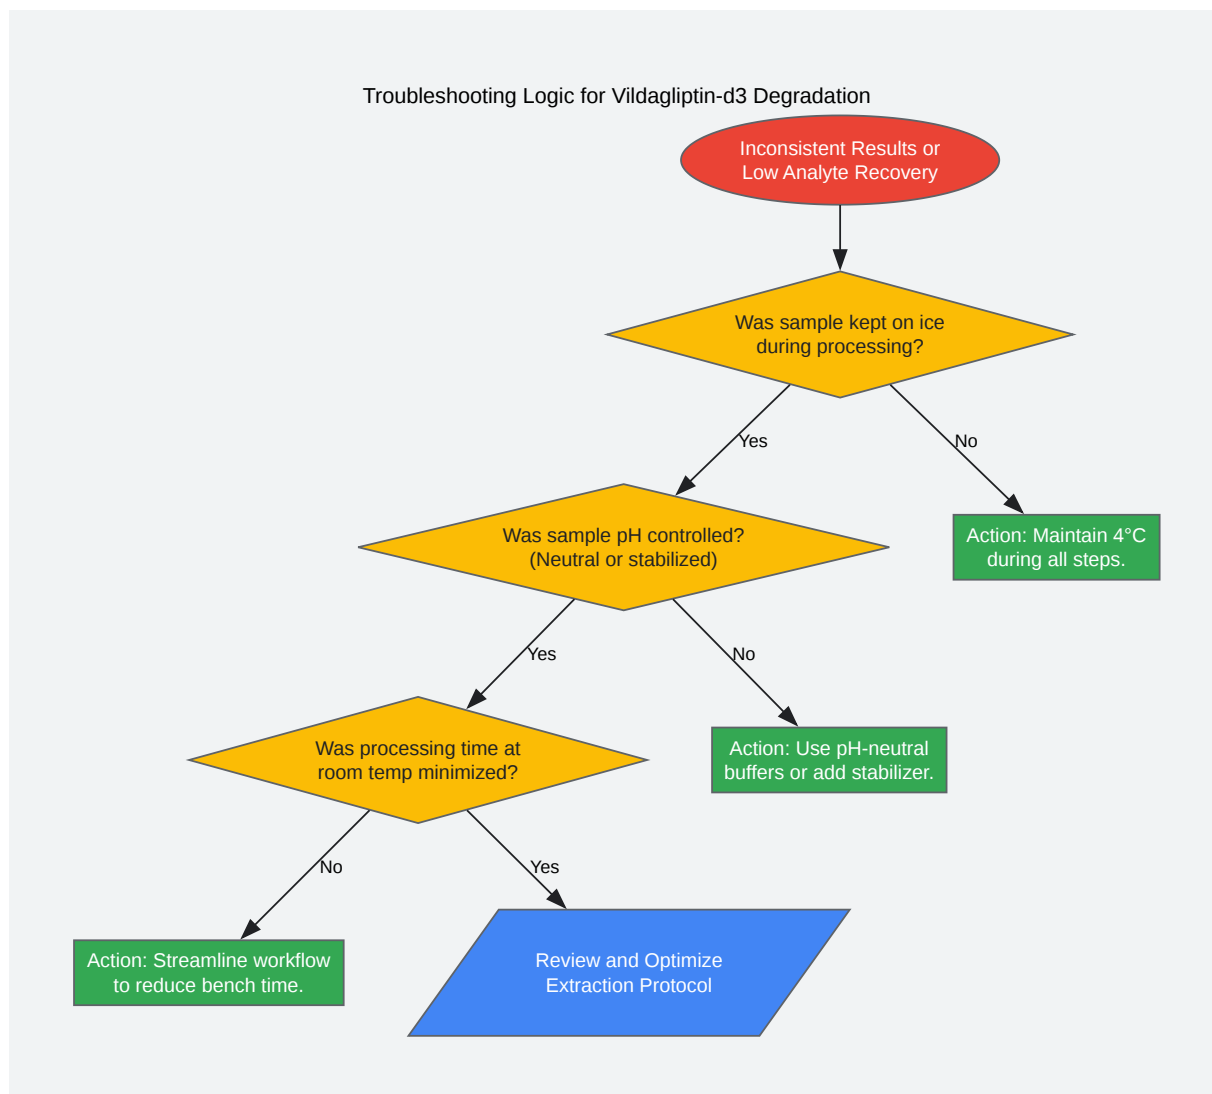 Troubleshooting Logic for Vildagliptin-d3 Degradation
Inconsistent Results or
Low Analyte Recovery
Was sample kept on ice
during processing?
Yes
No
Was sample pH controlled?
(Neutral or stabilized)
Action: Maintain 4°C
during all steps.
Yes
No
Was processing time at
room temp minimized?
Action: Use pH-neutral
buffers or add stabilizer.
No
Yes
Action: Streamline workflow
to reduce bench time.
Review and Optimize
Extraction Protocol